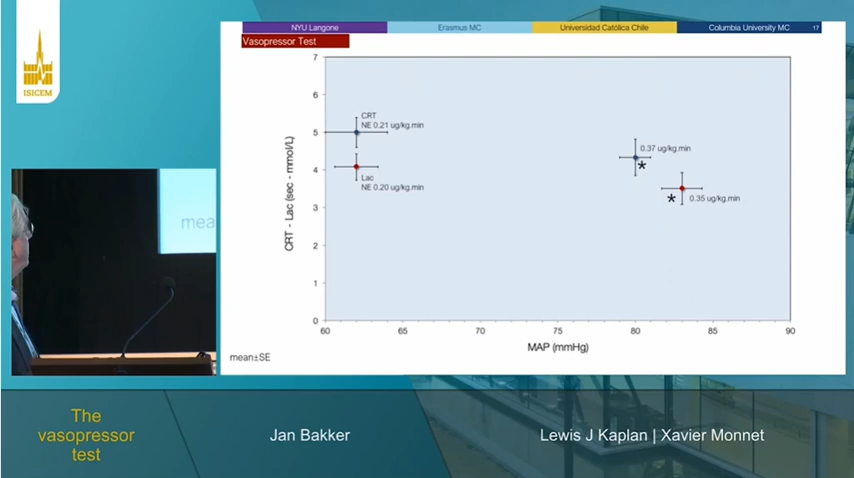 ISICEM
NYU Langone
Erasmus MC
Universidad Católica Chile
Columbia University MC
17
Vasopressor Test
7
6
5
4
3
2
1
0
CRT - Lac (sec - mmol/L)
CRT
NE 0.21 ug/kg.min
Lac
NE 0.20 ug/kg.min
0.37 ug/kg.min
*
*
0.35 ug/kg.min
60
65
70
75
80
85
90
MAP (mmHg)
mean±SE
mea
The
vasopressor
test
Jan Bakker
Lewis J Kaplan | Xavier Monnet